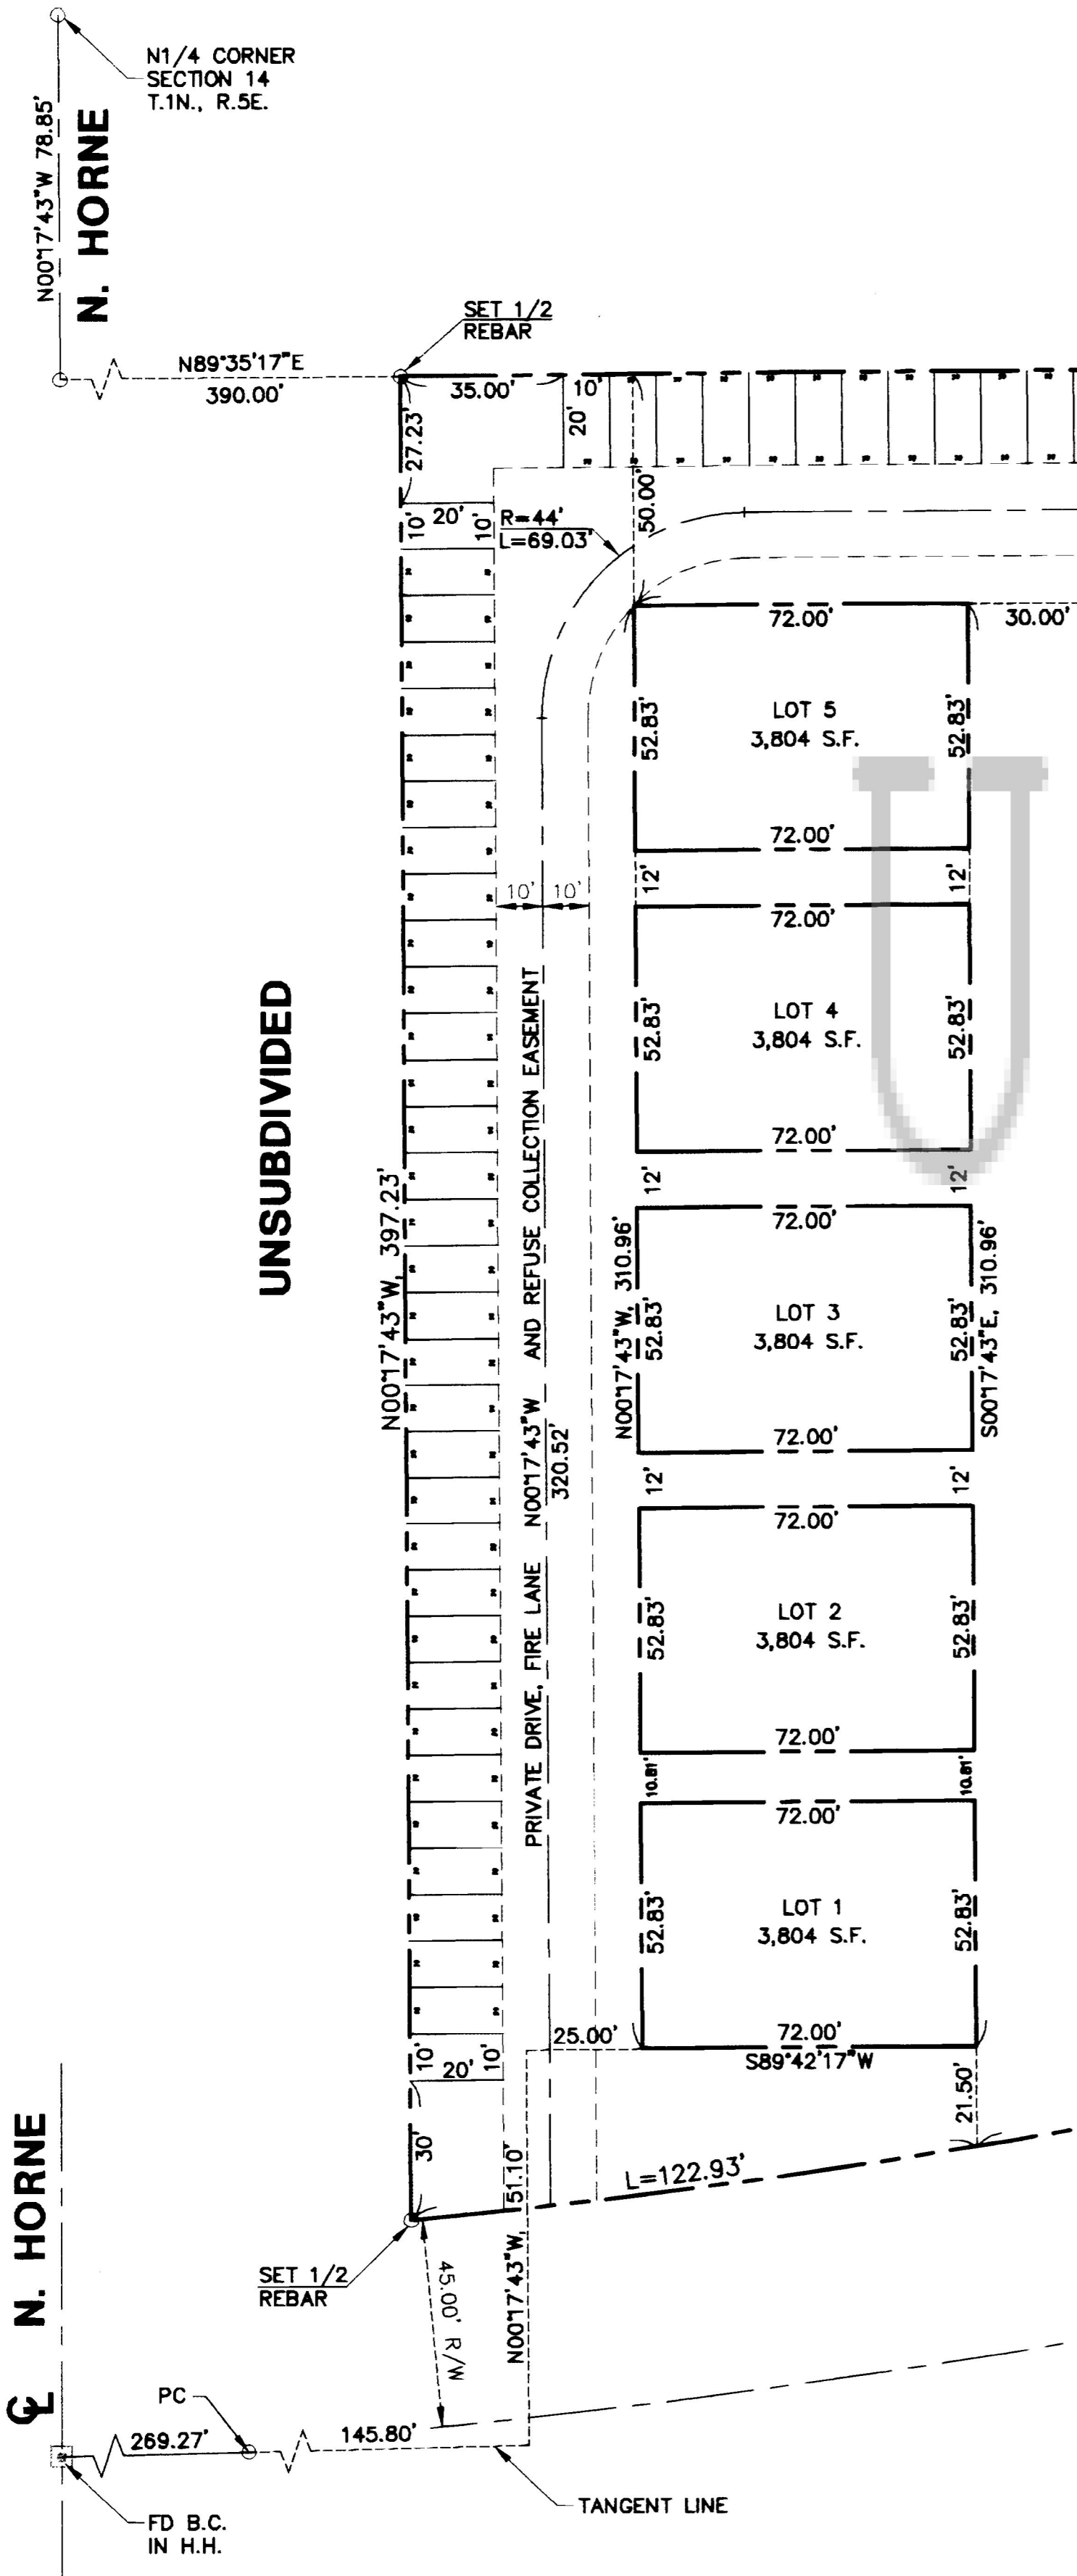 N1/4 CORNER
SECTION 14
T.1N., R.5E.
N00°17'43"W 78.85'
N. HORNE
SET 1/2
REBAR
N89°35'17"E
390.00'
35.00'
10'
20'
27.23'
50.00'
10'
20'
10'
R=44'
L=69.03'
72.00'
30.00'
LOT 5
3,804 S.F.
52.83'
52.83'
72.00'
12'
12'
10'
10'
72.00'
LOT 4
3,804 S.F.
52.83'
52.83'
72.00'
12'
12'
UNSUBDIVIDED
N00°17'43"W, 397.23'
PRIVATE DRIVE, FIRE LANE
AND REFUSE COLLECTION EASEMENT
N00°17'43"W
320.52'
72.00'
N00°17'43"W, 310.96'
S00°17'43"E, 310.96'
LOT 3
3,804 S.F.
52.83'
52.83'
72.00'
12'
12'
72.00'
LOT 2
3,804 S.F.
52.83'
52.83'
72.00'
10.81'
10.81'
72.00'
LOT 1
3,804 S.F.
52.83'
52.83'
72.00'
S89°42'17"W
25.00'
10'
20'
10'
30'
21.50'
51.10'
N00°17'43"W,
L=122.93'
SET 1/2
REBAR
45.00' R/W
N. HORNE
CL
PC
269.27'
145.80'
TANGENT LINE
FD B.C.
IN H.H.
U